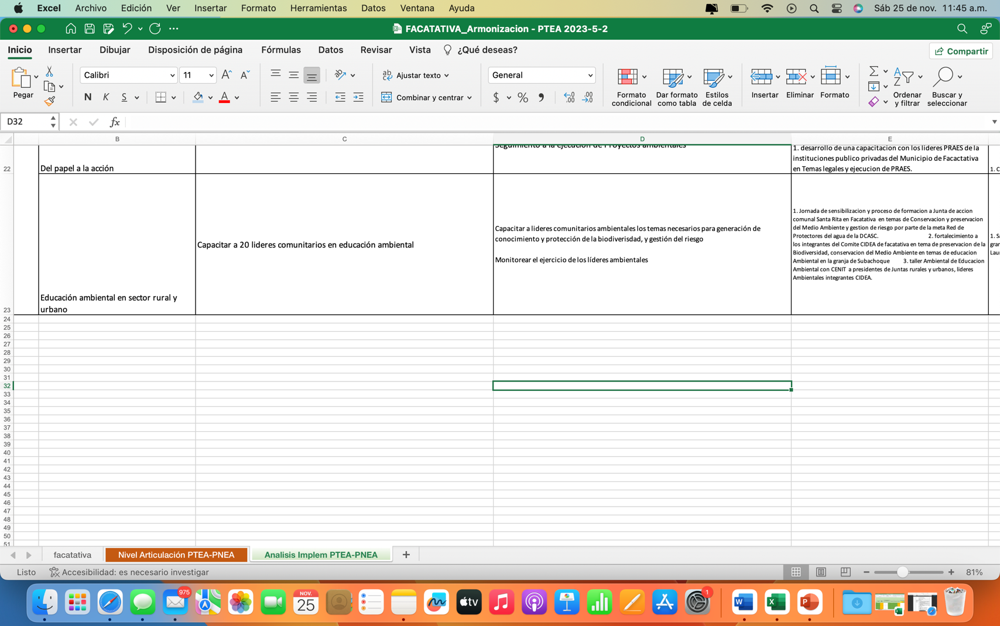 Excel Archivo Edición Ver Insertar Formato Herramientas Datos Ventana Ayuda Sáb 25 de nov. 11:45 a.m.
FACATATIVA_Armonizacion - PTEA 2023-5-2
Inicio Insertar Dibujar Disposición de página Fórmulas Datos Revisar Vista ¿Qué deseas? Compartir
Pegar
Calibri 11
N K S
Ajustar texto
Combinar y centrar
General
$ %
Formato condicional
Dar formato como tabla
Estilos de celda
Insertar
Eliminar
Formato
Ordenar y filtrar
Buscar y seleccionar
D32 fx
B C D E
22
Del papel a la acción
Seguimiento a la ejecución de Proyectos ambientales
1. desarrollo de una capacitacion con los lideres PRAES de la
instituciones publico privadas del Municipio de Facactativa
en Temas legales y ejecucion de PRAES.
1. C
23
Educación ambiental en sector rural y
urbano
Capacitar a 20 lideres comunitarios en educación ambiental
Capacitar a lideres comunitarios ambientales los temas necesarios para generación de
conocimiento y protección de la biodiverisdad, y gestión del riesgo
Monitorear el ejercicio de los líderes ambientales
1. Jornada de sensibilizacion y proceso de formacion a Junta de accion
comunal Santa Rita en Facatativa en temas de Conservacion y preservacion
del Medio Ambiente y gestion de riesgo por parte de la meta Red de
Protectores del agua de la DCASC. 2. fortalecimiento a
los integrantes del Comite CIDEA de facatativa en tema de preservacion de la
Biodiversidad, conservacion del Medio Ambiente en temas de educacion
Ambiental en la granja de Subachoque 3. taller Ambiental de Educacion
Ambiental con CENIT a presidentes de Juntas rurales y urbanos, lideres
Ambientales integrantes CIDEA.
24
25
26
27
28
29
30
31
32
33
34
35
36
37
38
39
40
41
42
43
44
45
46
47
48
49
50
51
facatativa Nivel Articulación PTEA-PNEA Analisis Implem PTEA-PNEA +
Listo Accesibilidad: es necesario investigar 81%
975
NOV.
25
tv
1
W X P